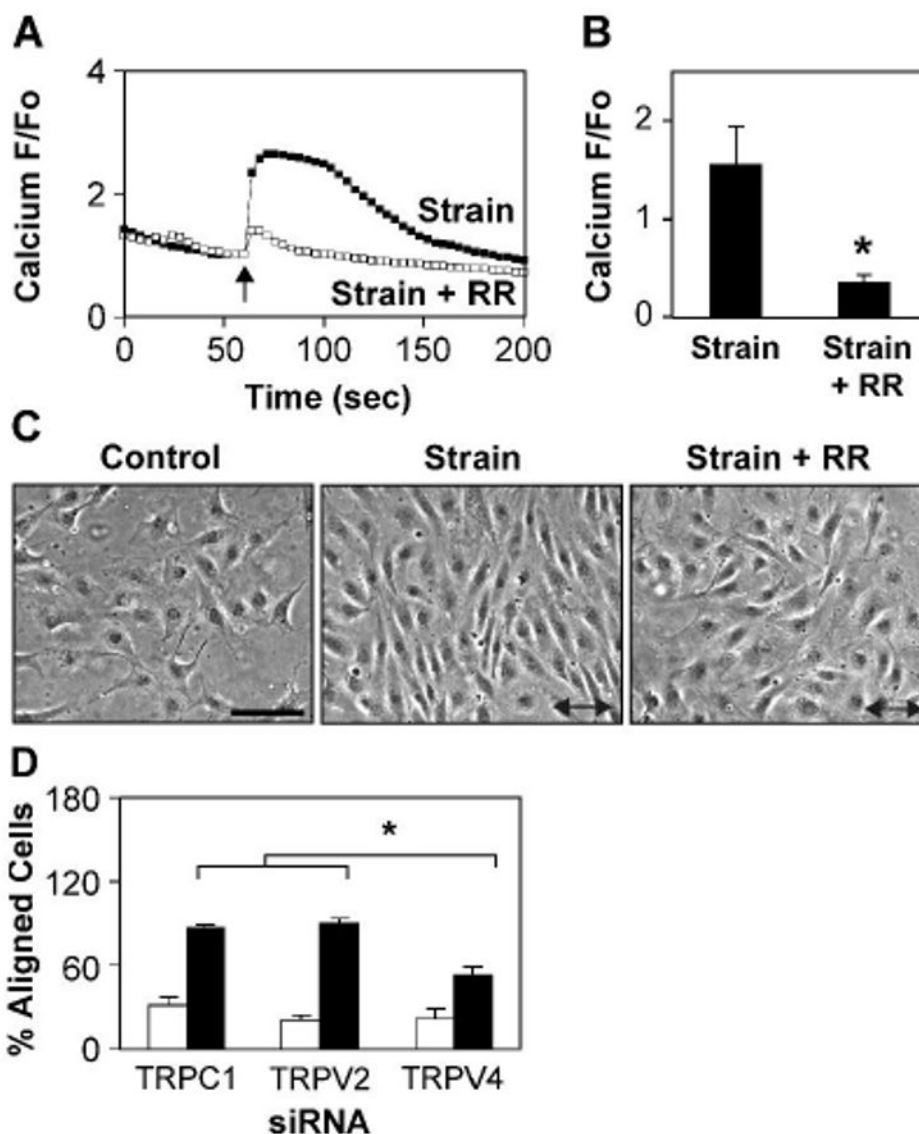 A
Calcium F/Fo
4
2
0
Strain
Strain + RR
0 50 100 150 200
Time (sec)
B
Calcium F/Fo
2
1
0
*
Strain
Strain
+ RR
C
Control
Strain
Strain + RR
D
% Aligned Cells
180
120
60
0
*
TRPC1 TRPV2 TRPV4
siRNA